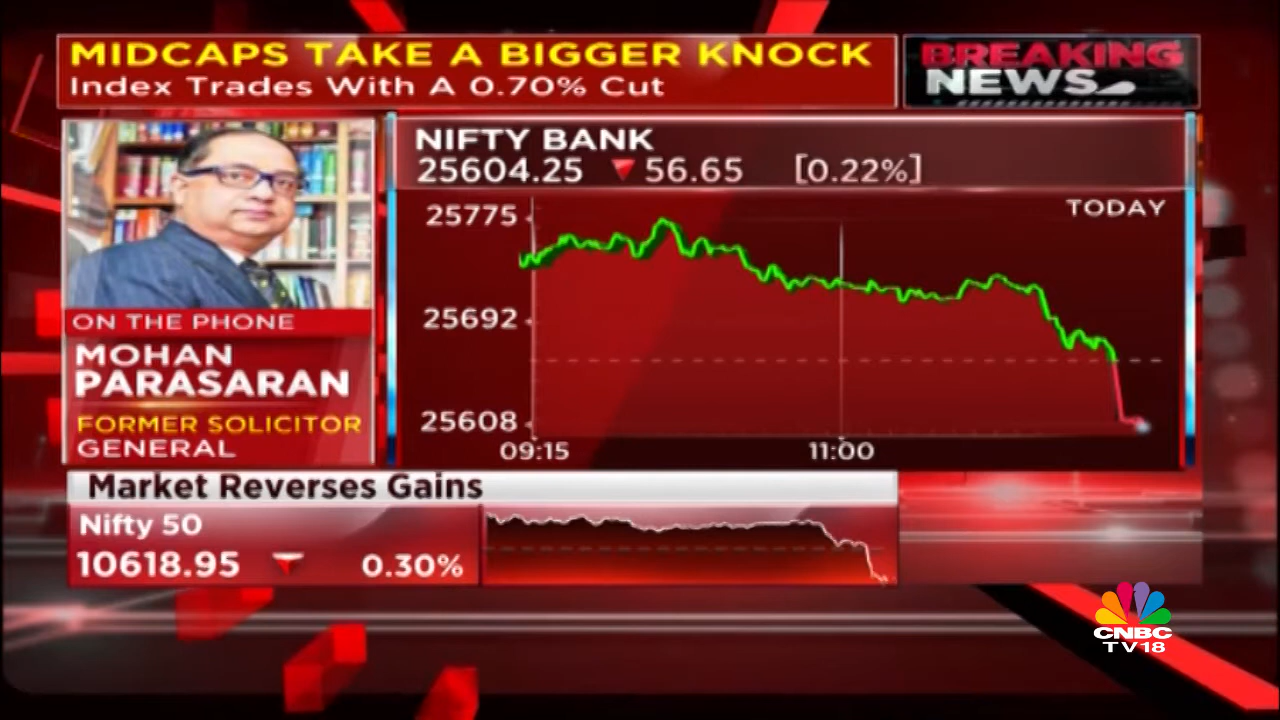 MIDCAPS TAKE A BIGGER KNOCK
Index Trades With A 0.70% Cut
BREAKING
NEWS
NIFTY BANK
25604.25 ▼ 56.65 [0.22%]
TODAY
25775
25692
25608
09:15 11:00
ON THE PHONE
MOHAN
PARASARAN
FORMER SOLICITOR
GENERAL
Market Reverses Gains
Nifty 50
10618.95 ▼ 0.30%
CNBC
TV18